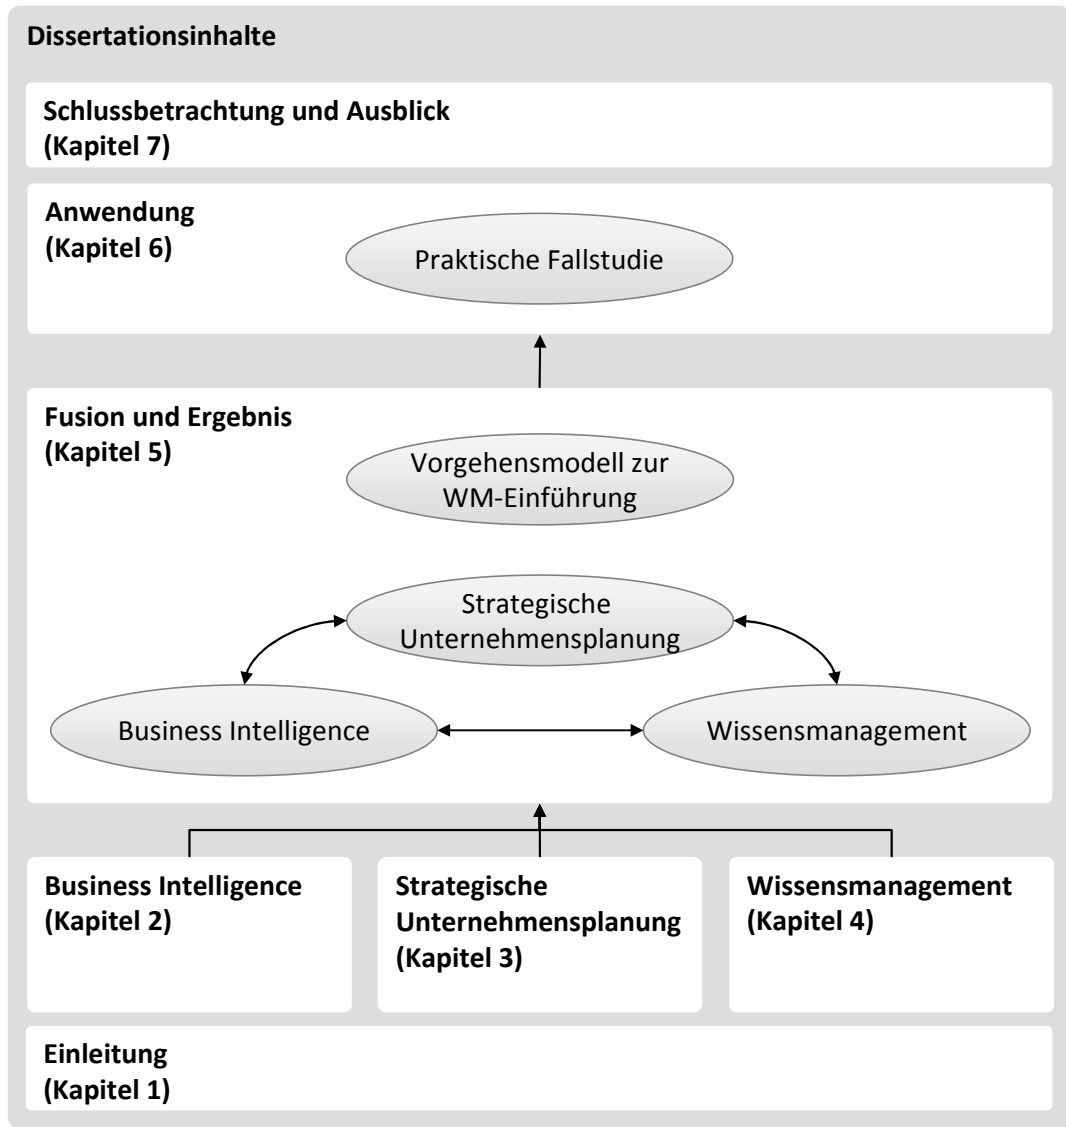 Dissertationsinhalte
Schlussbetrachtung und Ausblick
(Kapitel 7)
Anwendung
(Kapitel 6)
Praktische Fallstudie
Fusion und Ergebnis
(Kapitel 5)
Vorgehensmodell zur
WM-Einführung
Strategische
Unternehmensplanung
Business Intelligence
Wissensmanagement
Business Intelligence
(Kapitel 2)
Strategische
Unternehmensplanung
(Kapitel 3)
Wissensmanagement
(Kapitel 4)
Einleitung
(Kapitel 1)